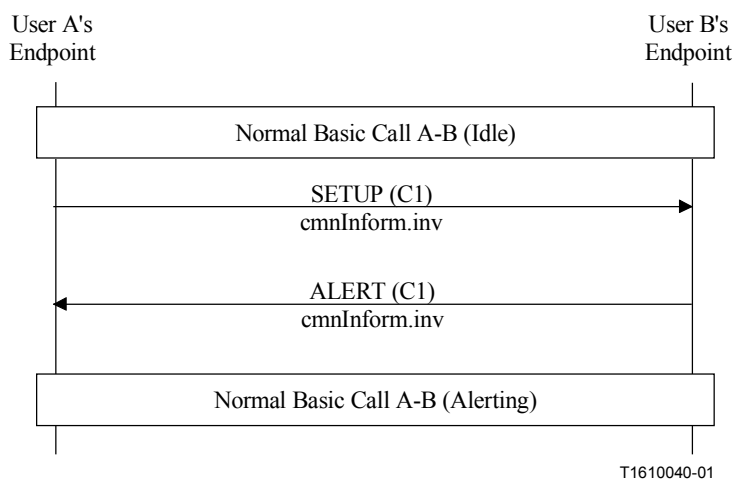 User A's
Endpoint
User B's
Endpoint
Normal Basic Call A-B (Idle)
SETUP (C1)
cmnInform.inv
ALERT (C1)
cmnInform.inv
Normal Basic Call A-B (Alerting)
T1610040-01